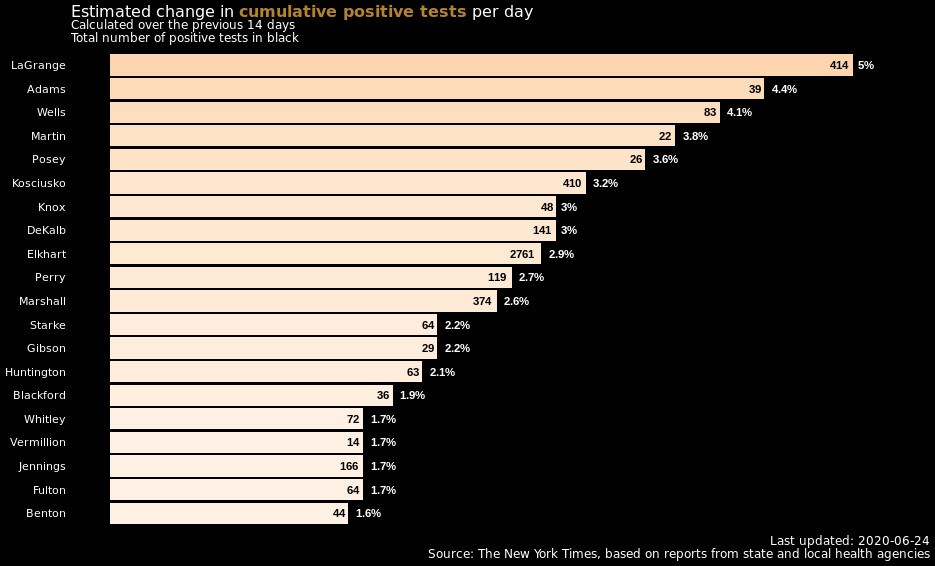 Estimated change in cumulative positive tests per day
Calculated over the previous 14 days
Total number of positive tests in black
LaGrange 414 5%
Adams 39 4.4%
Wells 83 4.1%
Martin 22 3.8%
Posey 26 3.6%
Kosciusko 410 3.2%
Knox 48 3%
DeKalb 141 3%
Elkhart 2761 2.9%
Perry 119 2.7%
Marshall 374 2.6%
Starke 64 2.2%
Gibson 29 2.2%
Huntington 63 2.1%
Blackford 36 1.9%
Whitley 72 1.7%
Vermillion 14 1.7%
Jennings 166 1.7%
Fulton 64 1.7%
Benton 44 1.6%
Last updated: 2020-06-24
Source: The New York Times, based on reports from state and local health agencies